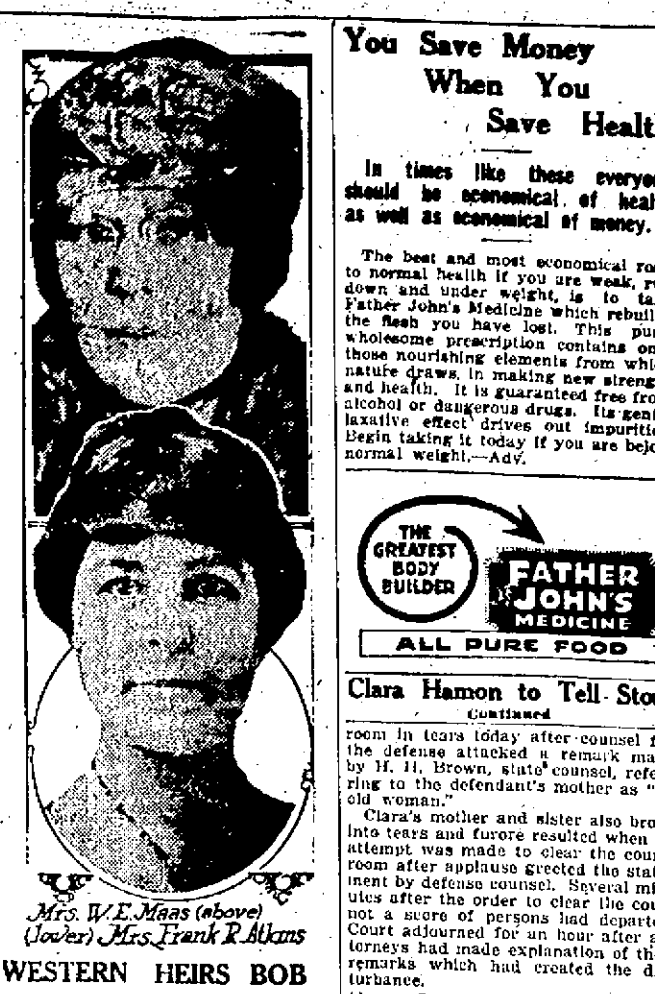 Mrs. W.E. Maas (above)
(lower) Mrs. Frank R. Atkins
WESTERN HEIRS BOB
You Save Money
When You
Save Healt
In times like these everyo
should be economical of heal
as well as economical of money.
The best and most economical roa
to normal health if you are weak, r
down and under weight, is to ta
Father John's Medicine which rebuil
the flesh you have lost. This pur
wholesome prescription contains on
those nourishing elements from whi
nature draws, in making new streng
and health. It is guaranteed free fro
alcohol or dangerous drugs. Its gent
laxative effect drives out impuritie
Begin taking it today if you are belo
normal weight.—Adv.
THE
GREATEST
BODY
BUILDER
FATHER
JOHN'S
MEDICINE
ALL PURE FOOD
Clara Hamon to Tell Sto
Continued
room in tears today after counsel f
the defense attacked a remark ma
by H. H. Brown, state counsel, refe
ring to the defendant's mother as "
old woman."
Clara's mother and sister also bro
into tears and furore resulted when
attempt was made to clear the cour
room after applause greeted the stat
ment by defense counsel. Several mi
utes after the order to clear the cou
not a score of persons had departe
Court adjourned for an hour after a
torneys had made explanation of th
remarks which had created the d
turbance.